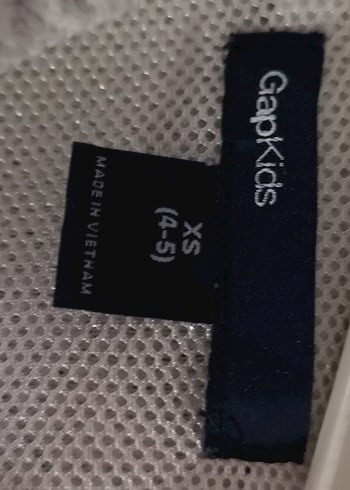 GapKids
XS
(4-5)
MADE IN VIETNAM